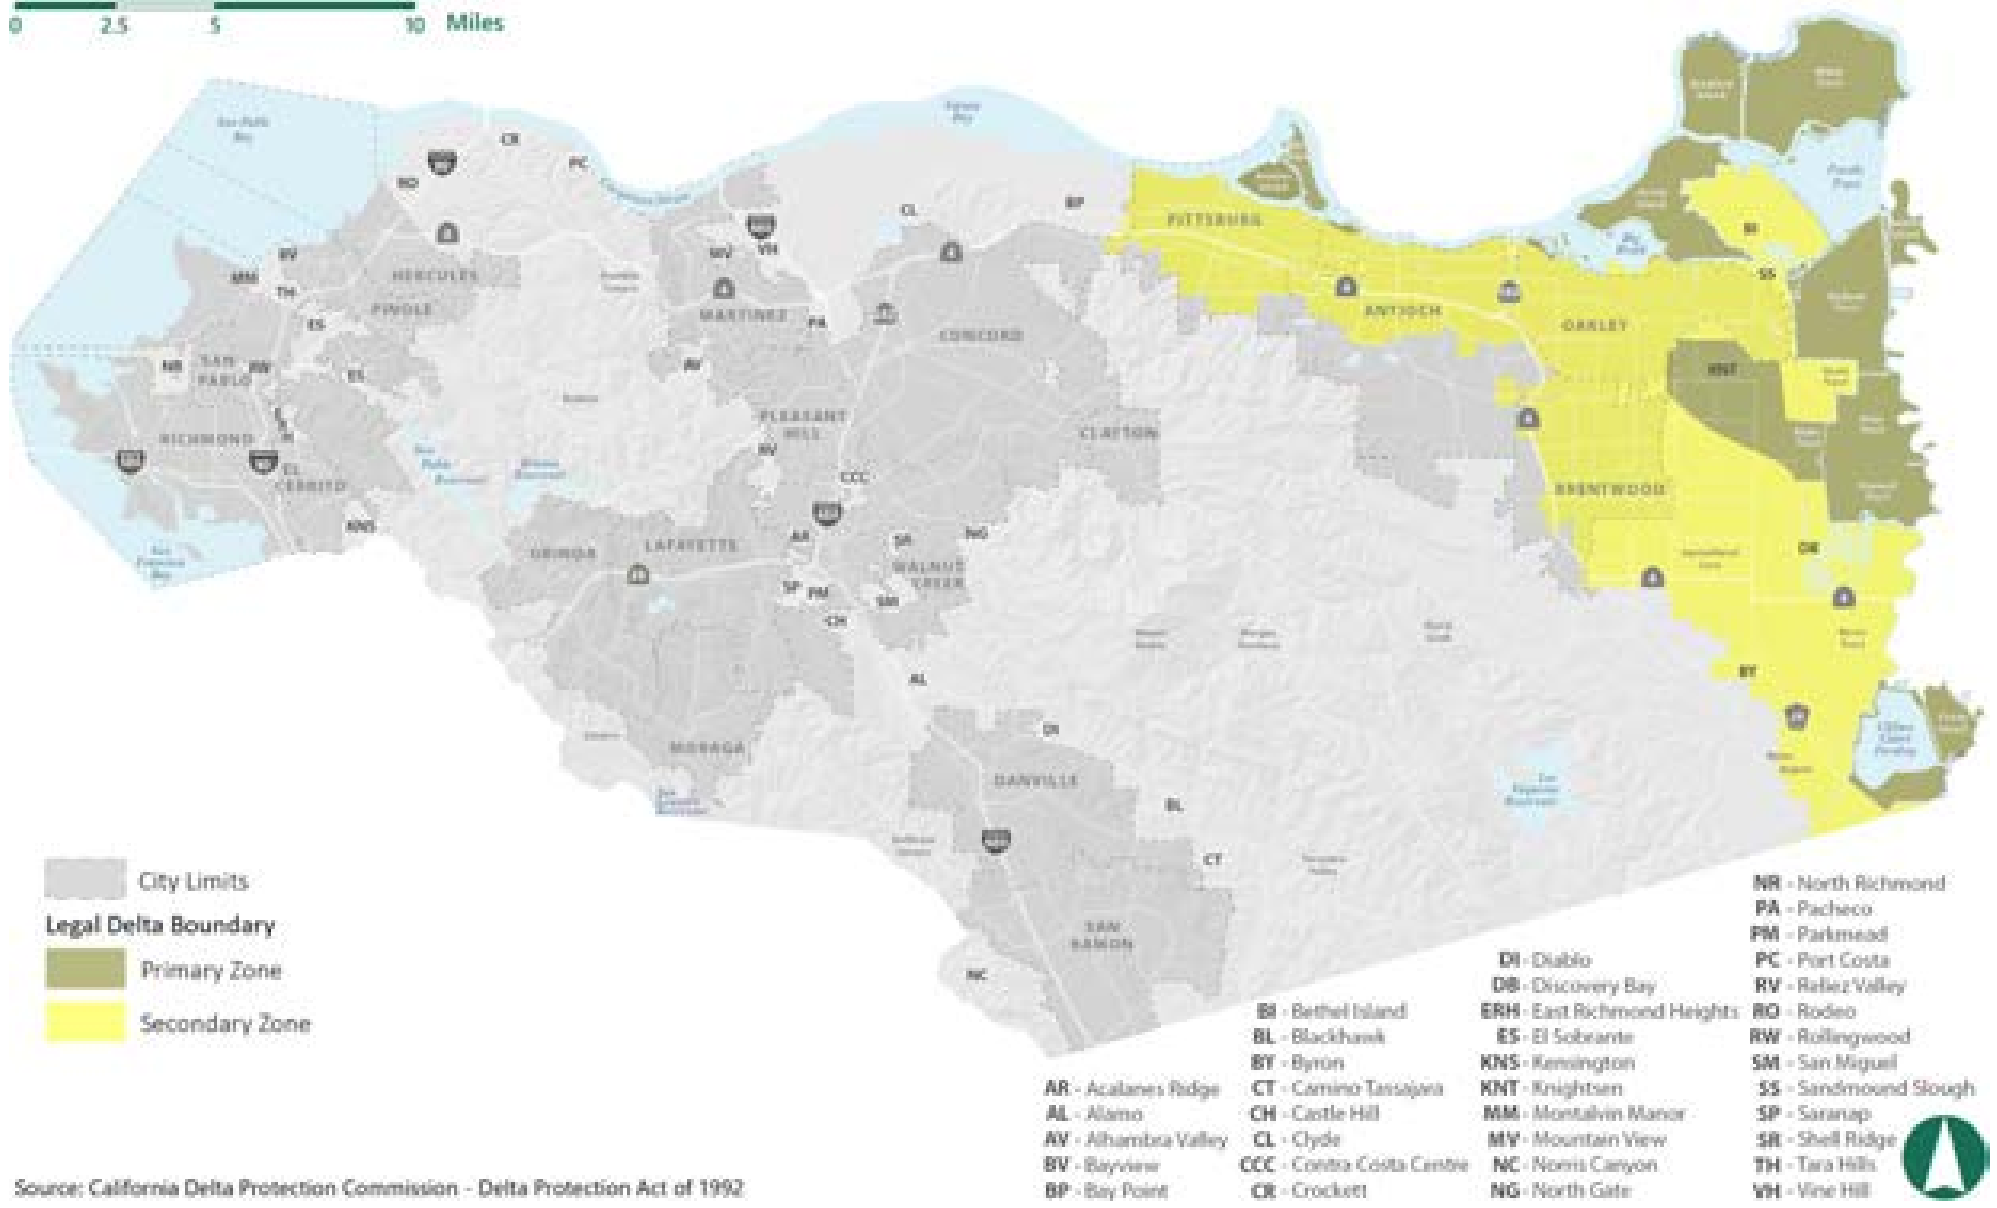 0 2.5 5 10 Miles
San Pablo
Bay
CR
PC
RO
CL
BP
PITTSBURG
BI
SS
BV
MM
TH
HERCULES
PINOLE
MV
VH
MARTINEZ
PA
CONCORD
ANTIOCH
OAKLEY
ES
NR
SAN
PABLO
RW
ES
AV
KNT
PLEASANT
HILL
CLAYTON
RICHMOND
EL
CERRITO
RV
CCC
BRENTWOOD
KNS
ORINDA
LAFAYETTE
AR
SR
NG
WALNUT
CREEK
DB
San
Francisco
Bay
SP
PM
SM
CH
AL
BY
DI
MORAGA
DANVILLE
BL
CT
SAN
RAMON
NC
City Limits
Legal Delta Boundary
Primary Zone
Secondary Zone
AR - Acalanes Ridge
AL - Alamo
AV - Alhambra Valley
BV - Bayview
BP - Bay Point
BI - Bethel Island
BL - Blackhawk
BY - Byron
CT - Camino Tassajara
CH - Castle Hill
CL - Clyde
CCC - Contra Costa Centre
CR - Crockett
DI - Diablo
DB - Discovery Bay
ERH - East Richmond Heights
ES - El Sobrante
KNS - Kensington
KNT - Knightsen
MM - Montalvin Manor
MV - Mountain View
NC - Norris Canyon
NG - North Gate
NR - North Richmond
PA - Pacheco
PM - Parkmead
PC - Port Costa
RV - Reliez Valley
RO - Rodeo
RW - Rollingwood
SM - San Miguel
SS - Sandmound Slough
SP - Saranap
SR - Shell Ridge
TH - Tara Hills
VH - Vine Hill
Source: California Delta Protection Commission - Delta Protection Act of 1992